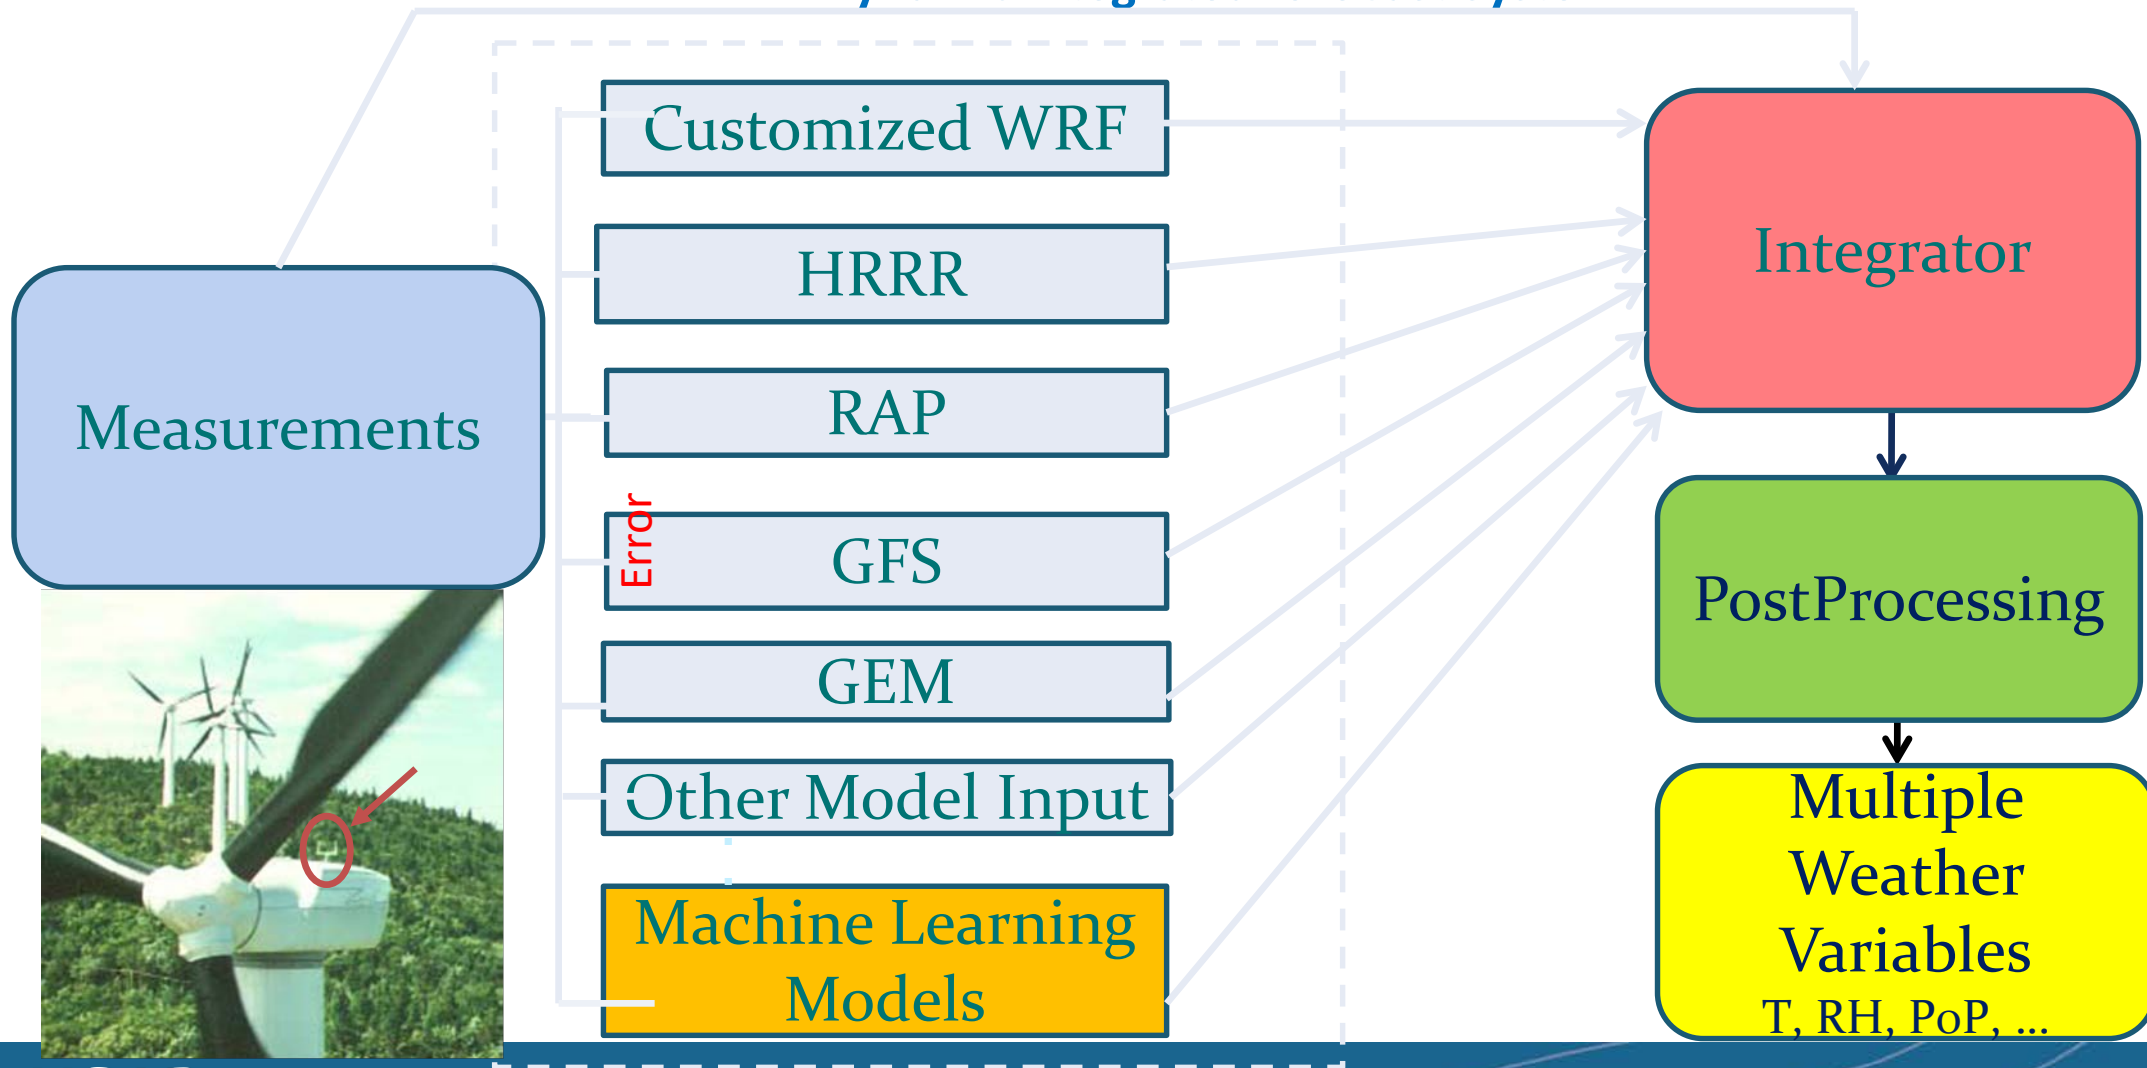 Customized WRF
HRRR
RAP
Error
GFS
GEM
Other Model Input
Machine Learning
Models
Measurements
Integrator
PostProcessing
Multiple
Weather
Variables
T, RH, PoP, ...